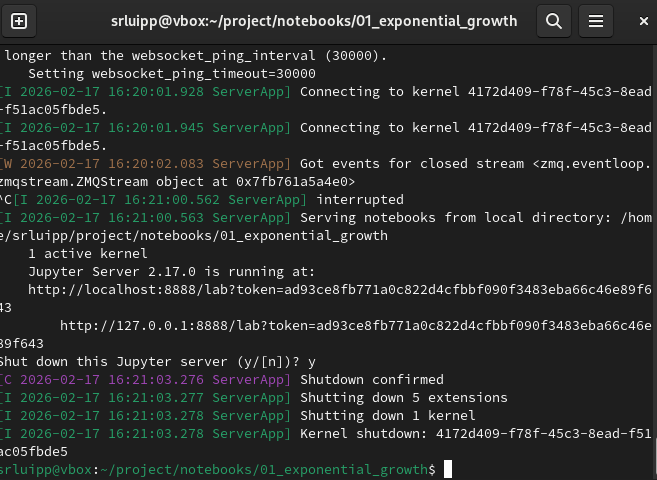 srluipp@vbox:~/project/notebooks/01_exponential_growth
longer than the websocket_ping_interval (30000).
    Setting websocket_ping_timeout=30000
[I 2026-02-17 16:20:01.928 ServerApp] Connecting to kernel 4172d409-f78f-45c3-8ead
-f51ac05fbde5.
[I 2026-02-17 16:20:01.945 ServerApp] Connecting to kernel 4172d409-f78f-45c3-8ead
-f51ac05fbde5.
[W 2026-02-17 16:20:02.083 ServerApp] Got events for closed stream <zmq.eventloop.
zmqstream.ZMQStream object at 0x7fb761a5a4e0>
^C[I 2026-02-17 16:21:00.562 ServerApp] interrupted
[I 2026-02-17 16:21:00.563 ServerApp] Serving notebooks from local directory: /hom
e/srluipp/project/notebooks/01_exponential_growth
    1 active kernel
    Jupyter Server 2.17.0 is running at:
    http://localhost:8888/lab?token=ad93ce8fb771a0c822d4cfbbf090f3483eba66c46e89f6
43
        http://127.0.0.1:8888/lab?token=ad93ce8fb771a0c822d4cfbbf090f3483eba66c46e
89f643
Shut down this Jupyter server (y/[n])? y
[C 2026-02-17 16:21:03.276 ServerApp] Shutdown confirmed
[I 2026-02-17 16:21:03.277 ServerApp] Shutting down 5 extensions
[I 2026-02-17 16:21:03.278 ServerApp] Shutting down 1 kernel
[I 2026-02-17 16:21:03.278 ServerApp] Kernel shutdown: 4172d409-f78f-45c3-8ead-f51
ac05fbde5
srluipp@vbox:~/project/notebooks/01_exponential_growth$